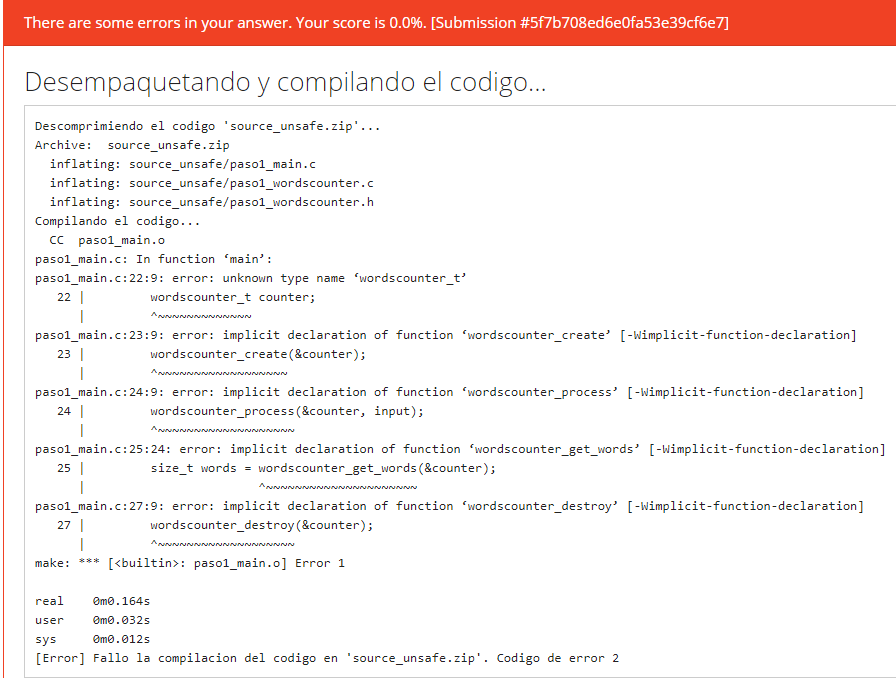 There are some errors in your answer. Your score is 0.0%. [Submission #5f7b708ed6e0fa53e39cf6e7]
Desempaquetando y compilando el codigo...
Descomprimiendo el codigo 'source_unsafe.zip'...
Archive:  source_unsafe.zip
  inflating: source_unsafe/paso1_main.c
  inflating: source_unsafe/paso1_wordscounter.c
  inflating: source_unsafe/paso1_wordscounter.h
Compilando el codigo...
  CC  paso1_main.o
paso1_main.c: In function ‘main’:
paso1_main.c:22:9: error: unknown type name ‘wordscounter_t’
   22 |         wordscounter_t counter;
      |         ^~~~~~~~~~~~~~
paso1_main.c:23:9: error: implicit declaration of function ‘wordscounter_create’ [-Wimplicit-function-declaration]
   23 |         wordscounter_create(&counter);
      |         ^~~~~~~~~~~~~~~~~~~
paso1_main.c:24:9: error: implicit declaration of function ‘wordscounter_process’ [-Wimplicit-function-declaration]
   24 |         wordscounter_process(&counter, input);
      |         ^~~~~~~~~~~~~~~~~~~~
paso1_main.c:25:24: error: implicit declaration of function ‘wordscounter_get_words’ [-Wimplicit-function-declaration]
   25 |         size_t words = wordscounter_get_words(&counter);
      |                        ^~~~~~~~~~~~~~~~~~~~~~
paso1_main.c:27:9: error: implicit declaration of function ‘wordscounter_destroy’ [-Wimplicit-function-declaration]
   27 |         wordscounter_destroy(&counter);
      |         ^~~~~~~~~~~~~~~~~~~~
make: *** [<builtin>: paso1_main.o] Error 1
real    0m0.164s
user    0m0.032s
sys     0m0.012s
[Error] Fallo la compilacion del codigo en 'source_unsafe.zip'. Codigo de error 2